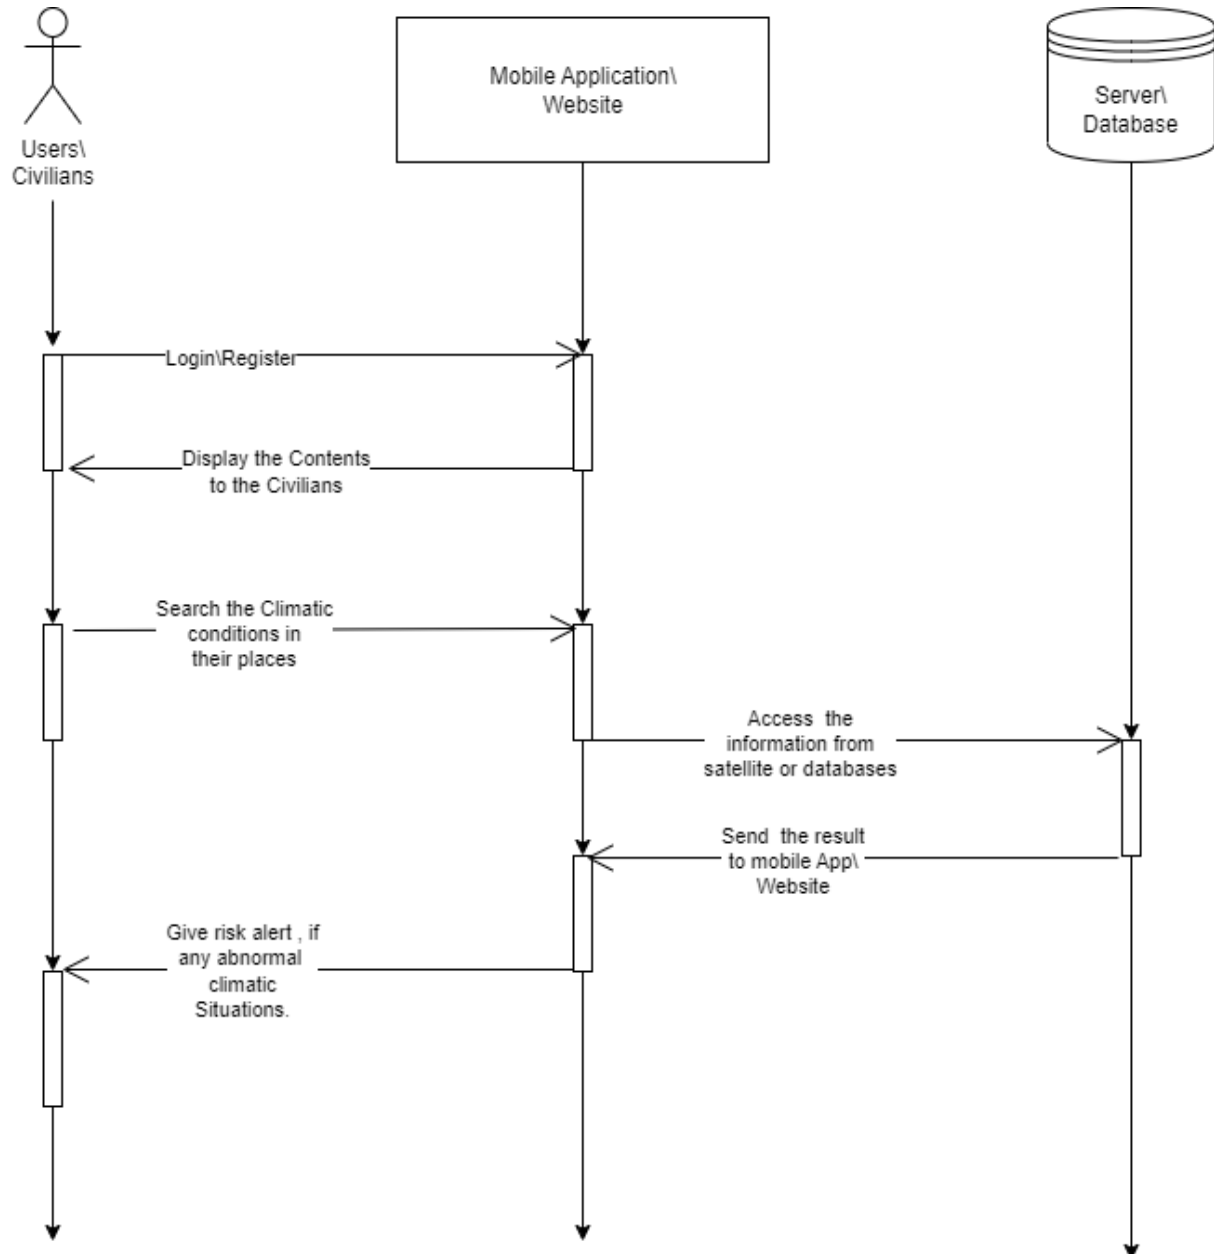 Users\
Civilians
Mobile Application\
Website
Server\
Database
Login\Register
Display the Contents
to the Civilians
Search the Climatic
conditions in
their places
Access  the
information from
satellite or databases
Send  the result
to mobile App\
Website
Give risk alert , if
any abnormal
climatic
Situations.